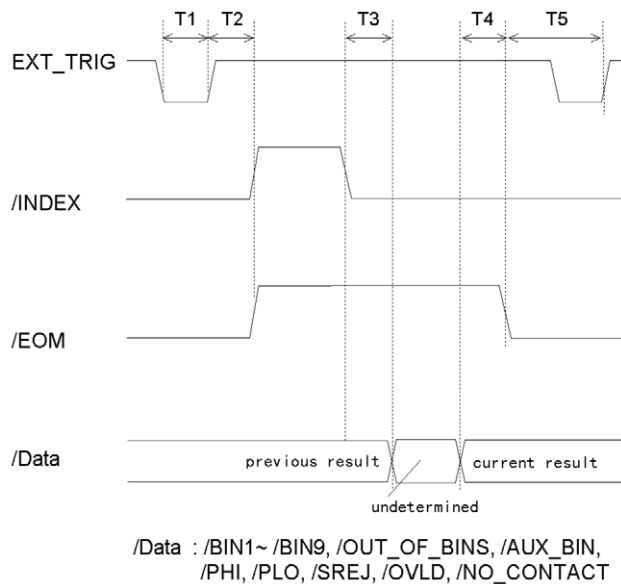 T1 T2 T3 T4 T5
EXT_TRIG
/INDEX
/EOM
/Data previous result current result
undetermined
/Data : /BIN1~ /BIN9, /OUT_OF_BINS, /AUX_BIN,
/PHI, /PLO, /SREJ, /OVLD, /NO_CONTACT